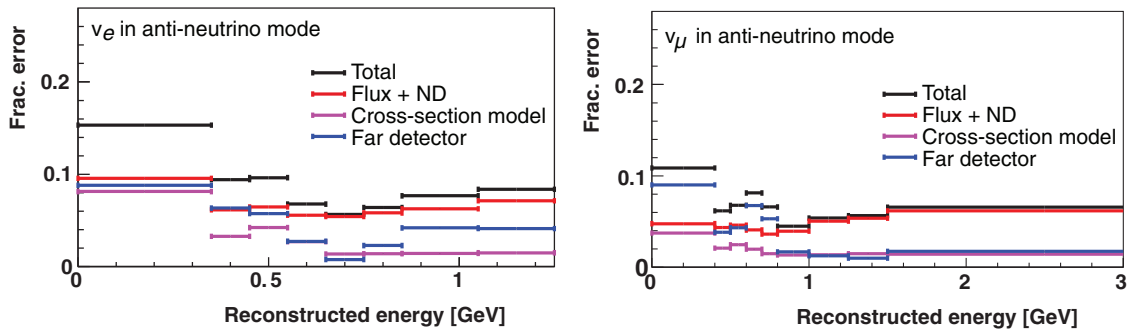 ν_e in anti-neutrino mode
Frac. error
0.2
0.1
0
Total
Flux + ND
Cross-section model
Far detector
0 0.5 1
Reconstructed energy [GeV]
ν_μ in anti-neutrino mode
Frac. error
0.2
0.1
0
Total
Flux + ND
Cross-section model
Far detector
0 1 2 3
Reconstructed energy [GeV]